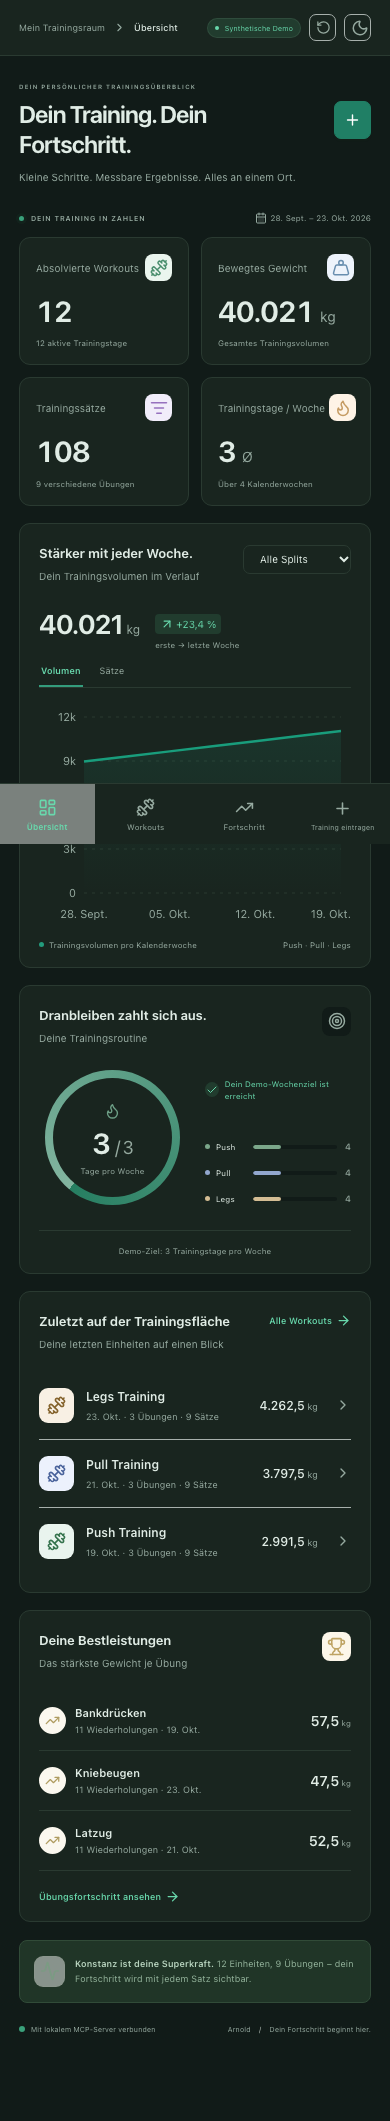 Mein Trainingsraum > Übersicht Synthetische Demo
DEIN PERSÖNLICHER TRAININGSÜBERBLICK
Dein Training. Dein
Fortschritt.
Kleine Schritte. Messbare Ergebnisse. Alles an einem Ort.
DEIN TRAINING IN ZAHLEN 28. Sept. – 23. Okt. 2026
Absolvierte Workouts
12
12 aktive Trainingstage
Bewegtes Gewicht
40.021 kg
Gesamtes Trainingsvolumen
Trainingssätze
108
9 verschiedene Übungen
Trainingstage / Woche
3 Ø
Über 4 Kalenderwochen
Stärker mit jeder Woche.
Dein Trainingsvolumen im Verlauf
Alle Splits
40.021 kg
+23,4 %
erste → letzte Woche
Volumen Sätze
12k
9k
Übersicht Workouts Fortschritt Training eintragen
3k
0
28. Sept. 05. Okt. 12. Okt. 19. Okt.
Trainingsvolumen pro Kalenderwoche Push · Pull · Legs
Dranbleiben zahlt sich aus.
Deine Trainingsroutine
3 / 3
Tage pro Woche
Dein Demo-Wochenziel ist
erreicht
Push 4
Pull 4
Legs 4
Demo-Ziel: 3 Trainingstage pro Woche
Zuletzt auf der Trainingsfläche
Alle Workouts →
Deine letzten Einheiten auf einen Blick
Legs Training
23. Okt. · 3 Übungen · 9 Sätze
4.262,5 kg
Pull Training
21. Okt. · 3 Übungen · 9 Sätze
3.797,5 kg
Push Training
19. Okt. · 3 Übungen · 9 Sätze
2.991,5 kg
Deine Bestleistungen
Das stärkste Gewicht je Übung
Bankdrücken
11 Wiederholungen · 19. Okt.
57,5 kg
Kniebeugen
11 Wiederholungen · 23. Okt.
47,5 kg
Latzug
11 Wiederholungen · 21. Okt.
52,5 kg
Übungsfortschritt ansehen →
Konstanz ist deine Superkraft. 12 Einheiten, 9 Übungen – dein
Fortschritt wird mit jedem Satz sichtbar.
Mit lokalem MCP-Server verbunden Arnold / Dein Fortschritt beginnt hier.